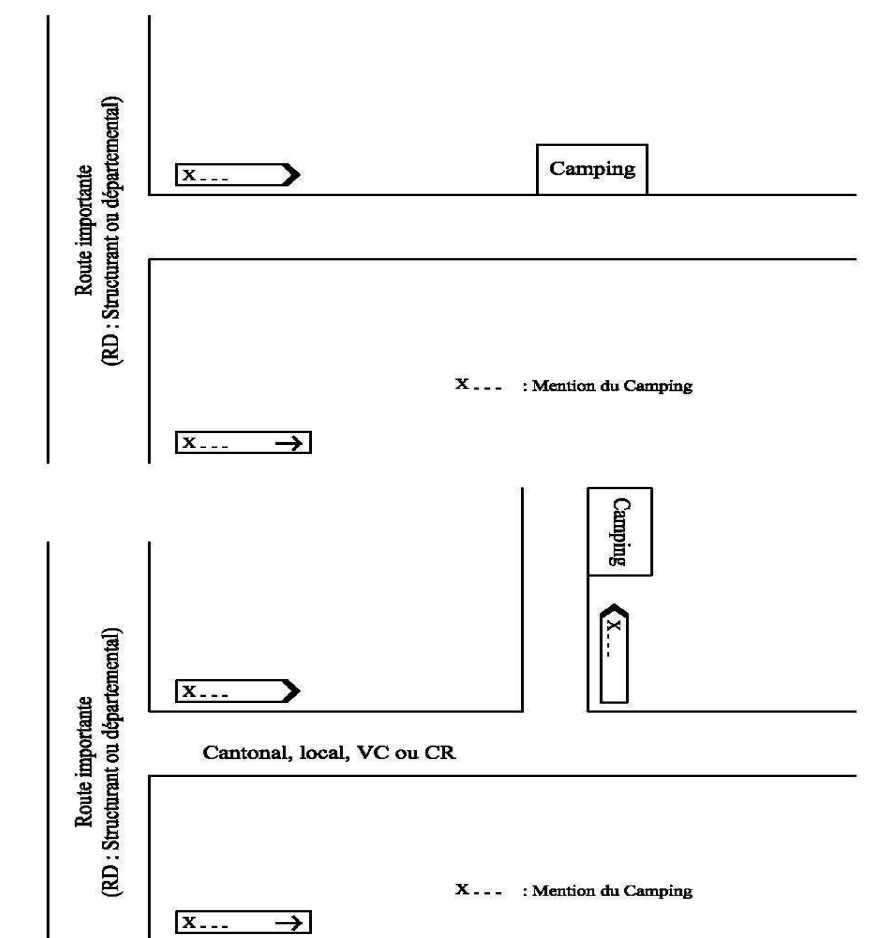 Route importante
(RD : Structurant ou départemental)
X---
Camping
X--- : Mention du Camping
X---
Route importante
(RD : Structurant ou départemental)
Camping
X---
X---
Cantonal, local, VC ou CR
X--- : Mention du Camping
X---